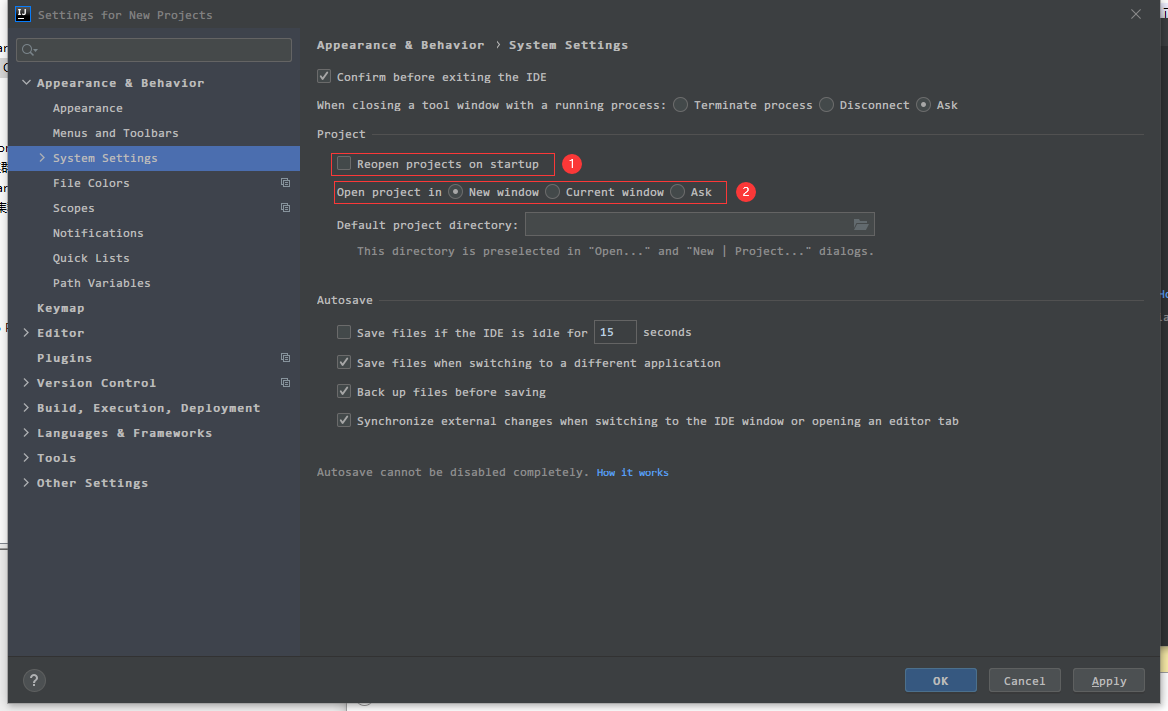 Settings for New Projects
Appearance & Behavior
Appearance
Menus and Toolbars
System Settings
File Colors
Scopes
Notifications
Quick Lists
Path Variables
Keymap
Editor
Plugins
Version Control
Build, Execution, Deployment
Languages & Frameworks
Tools
Other Settings
Appearance & Behavior › System Settings
Confirm before exiting the IDE
When closing a tool window with a running process: Terminate process Disconnect Ask
Project
Reopen projects on startup 1
Open project in New window Current window Ask 2
Default project directory:
This directory is preselected in "Open..." and "New | Project..." dialogs.
Autosave
Save files if the IDE is idle for 15 seconds
Save files when switching to a different application
Back up files before saving
Synchronize external changes when switching to the IDE window or opening an editor tab
Autosave cannot be disabled completely. How it works
? OK Cancel Apply